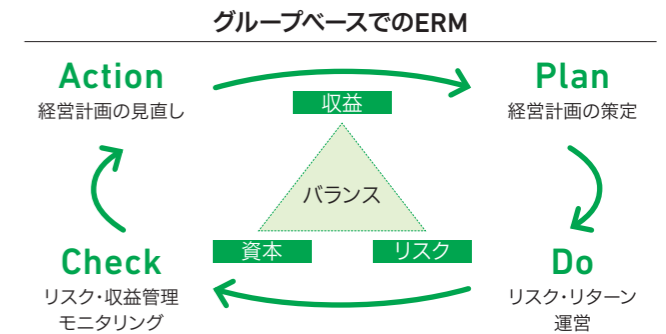 グループベースでのERM
Action
経営計画の見直し
Plan
経営計画の策定
収益
バランス
資本
リスク
Check
リスク・収益管理
モニタリング
Do
リスク・リターン
運営